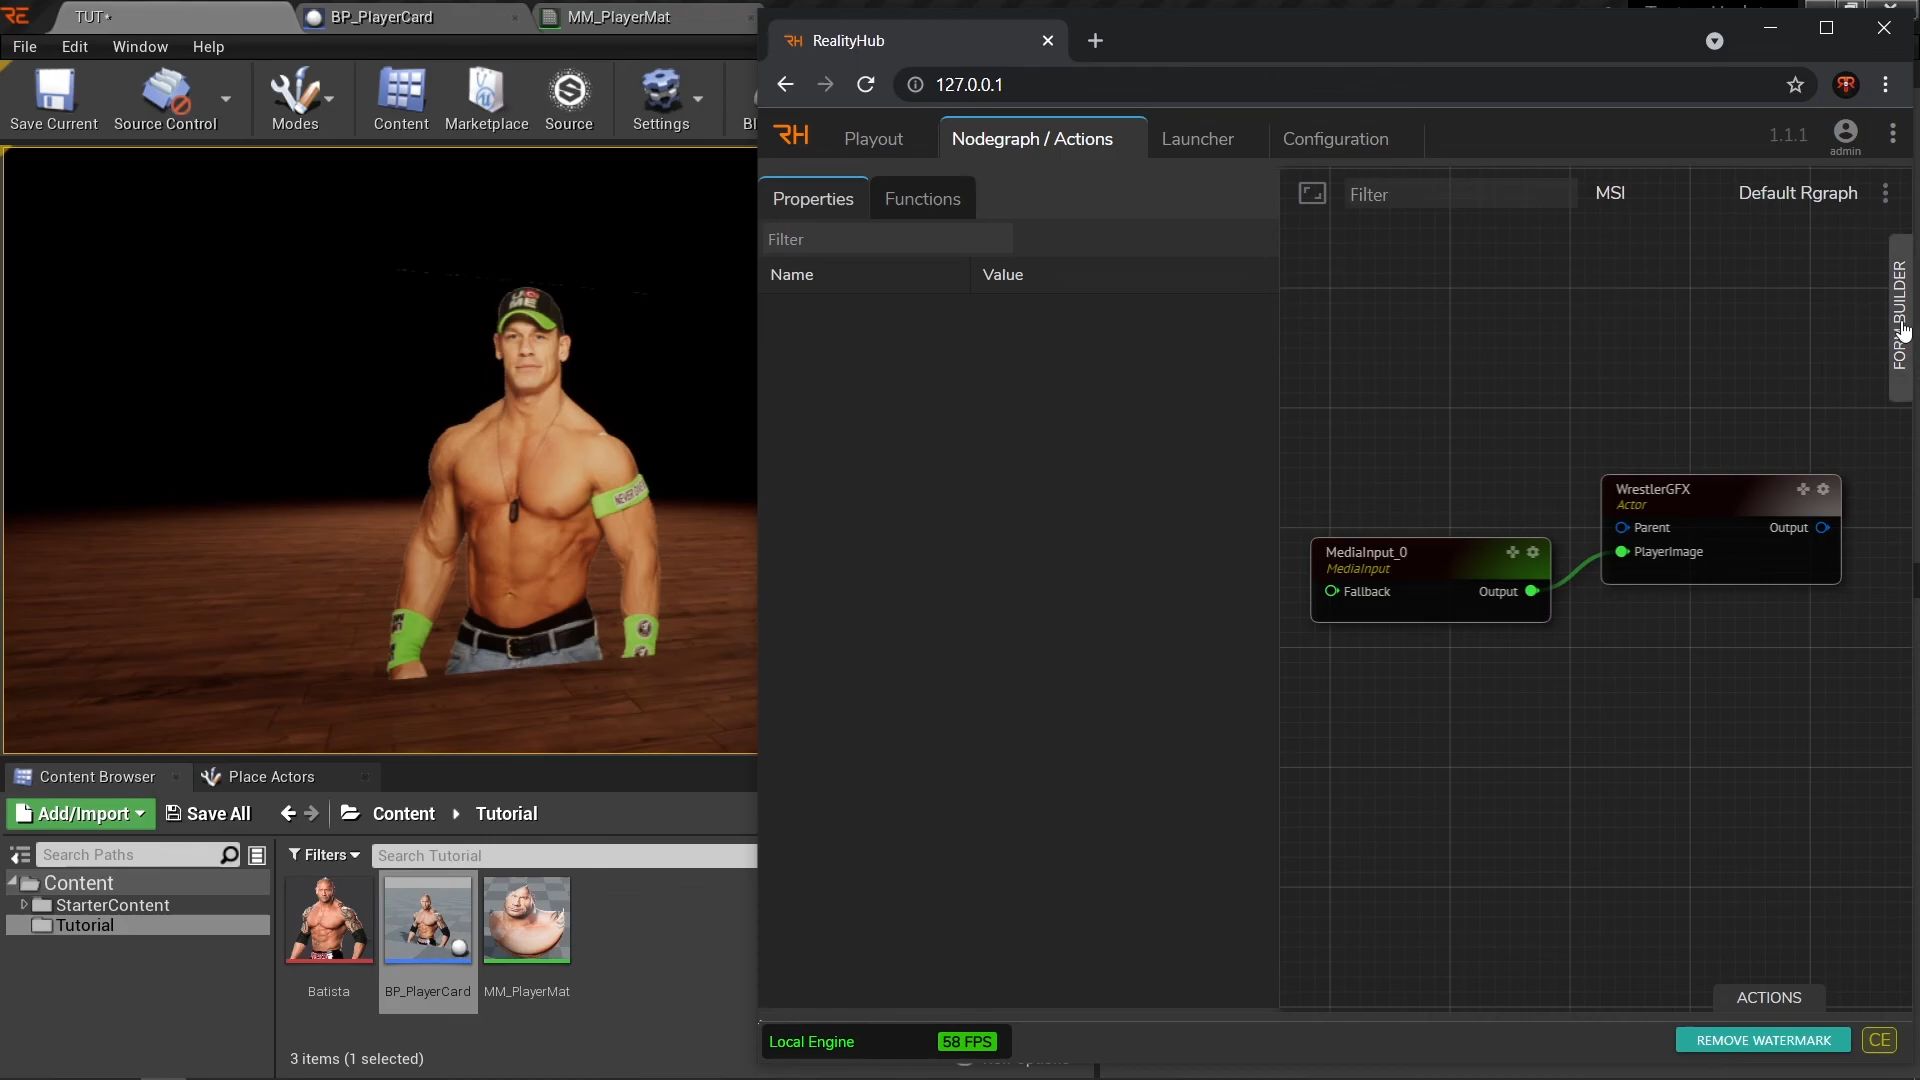 TUT*
BP_PlayerCard
MM_PlayerMat
File Edit Window Help
Save Current
Source Control
Modes
Content
Marketplace
Source
Settings
RH RealityHub
127.0.0.1
RH
Playout
Nodegraph / Actions
Launcher
Configuration
1.1.1
admin
Properties
Functions
Filter
MSI
Default Rgraph
Filter
Name
Value
FORM BUILDER
ME
NEVER
WrestlerGFX
Actor
Parent
Output
PlayerImage
MediaInput_0
MediaInput
Fallback
Output
Content Browser
Place Actors
Add/Import
Save All
Content
Tutorial
Search Paths
Filters
Search Tutorial
Content
StarterContent
Tutorial
Batista
BP_PlayerCard
MM_PlayerMat
3 items (1 selected)
ACTIONS
Local Engine
58 FPS
REMOVE WATERMARK
CE